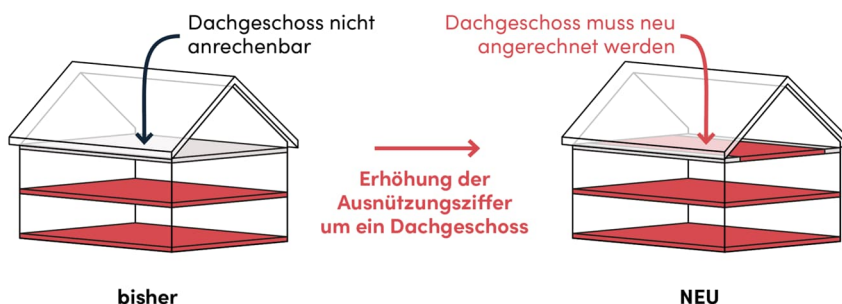 Dachgeschoss nicht
anrechenbar
Dachgeschoss muss neu
angerechnet werden
Erhöhung der
Ausnützungsziffer
um ein Dachgeschoss
bisher
NEU